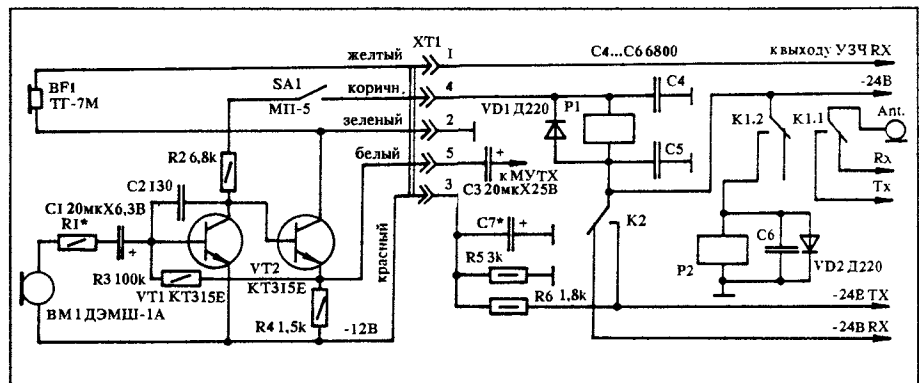 XT1
желтый
1
С4...С6 6800
к выходу УЗЧ RX
BF1
ТГ-7М
SA1
МП-5
коричн.
4
VD1 Д220
P1
C4
-24В
Ant.
зеленый
2
K1.2
K1.1
R2 6,8k
белый
5
C5
Rx
C2 130
+
к МУТХ
C3 20мкХ25В
Tx
C1 20мкХ6,3В
3
R1*
K2
C7*
+
красный
C6
+
R5 3k
P2
R3 100k
VT2
КТ315Е
VD2 Д220
VT1 КТ315Е
R6 1,8k
ВМ1 ДЭМШ-1А
R4 1,5k
-12В
-24Е ТХ
-24В RX